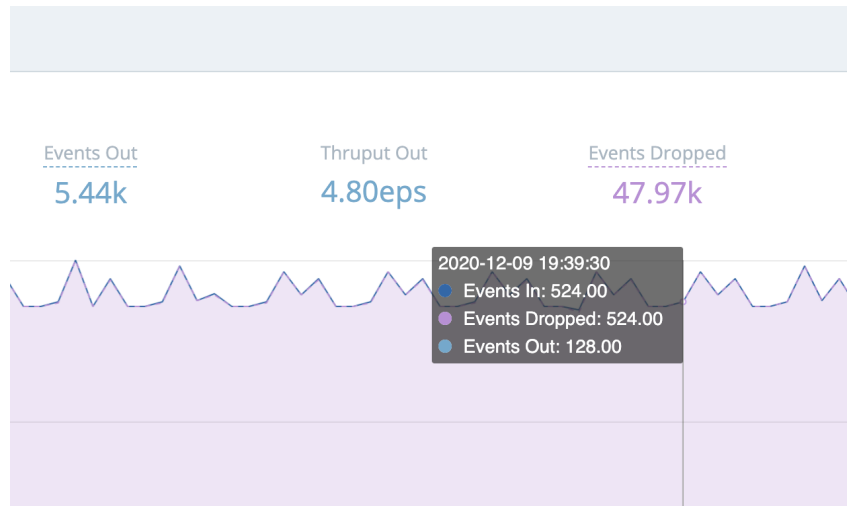 Events Out
Thruput Out
Events Dropped
5.44k
4.80eps
47.97k
2020-12-09 19:39:30
Events In: 524.00
Events Dropped: 524.00
Events Out: 128.00